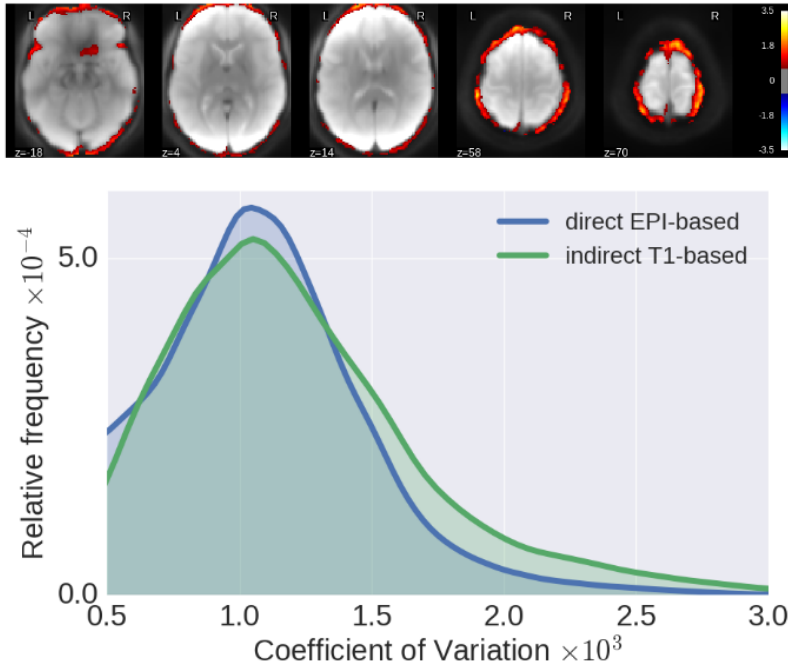 L R L R L R L R L R
3.5
1.8
0
-1.8
-3.5
z=-18 z=4 z=14 z=58 z=70
direct EPI-based
indirect T1-based
Relative frequency ×10⁻⁴
5.0
0.0
0.5 1.0 1.5 2.0 2.5 3.0
Coefficient of Variation ×10³